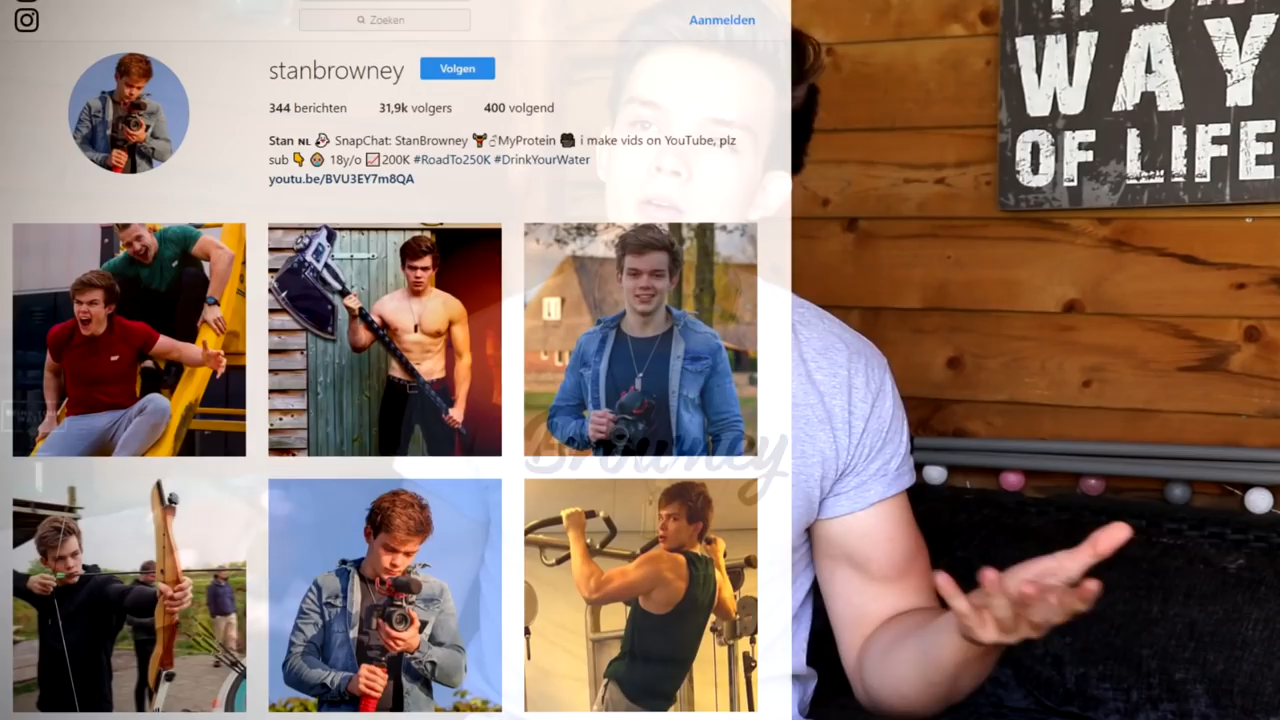 Zoeken
Aanmelden
stanbrowney
Volgen
344 berichten 31,9k volgers 400 volgend
Stan NL SnapChat: StanBrowney MyProtein i make vids on YouTube, plz
sub 18y/o 200K #RoadTo250K #DrinkYourWater
youtu.be/BVU3EY7m8QA
WAY
OF LIFE
Browney